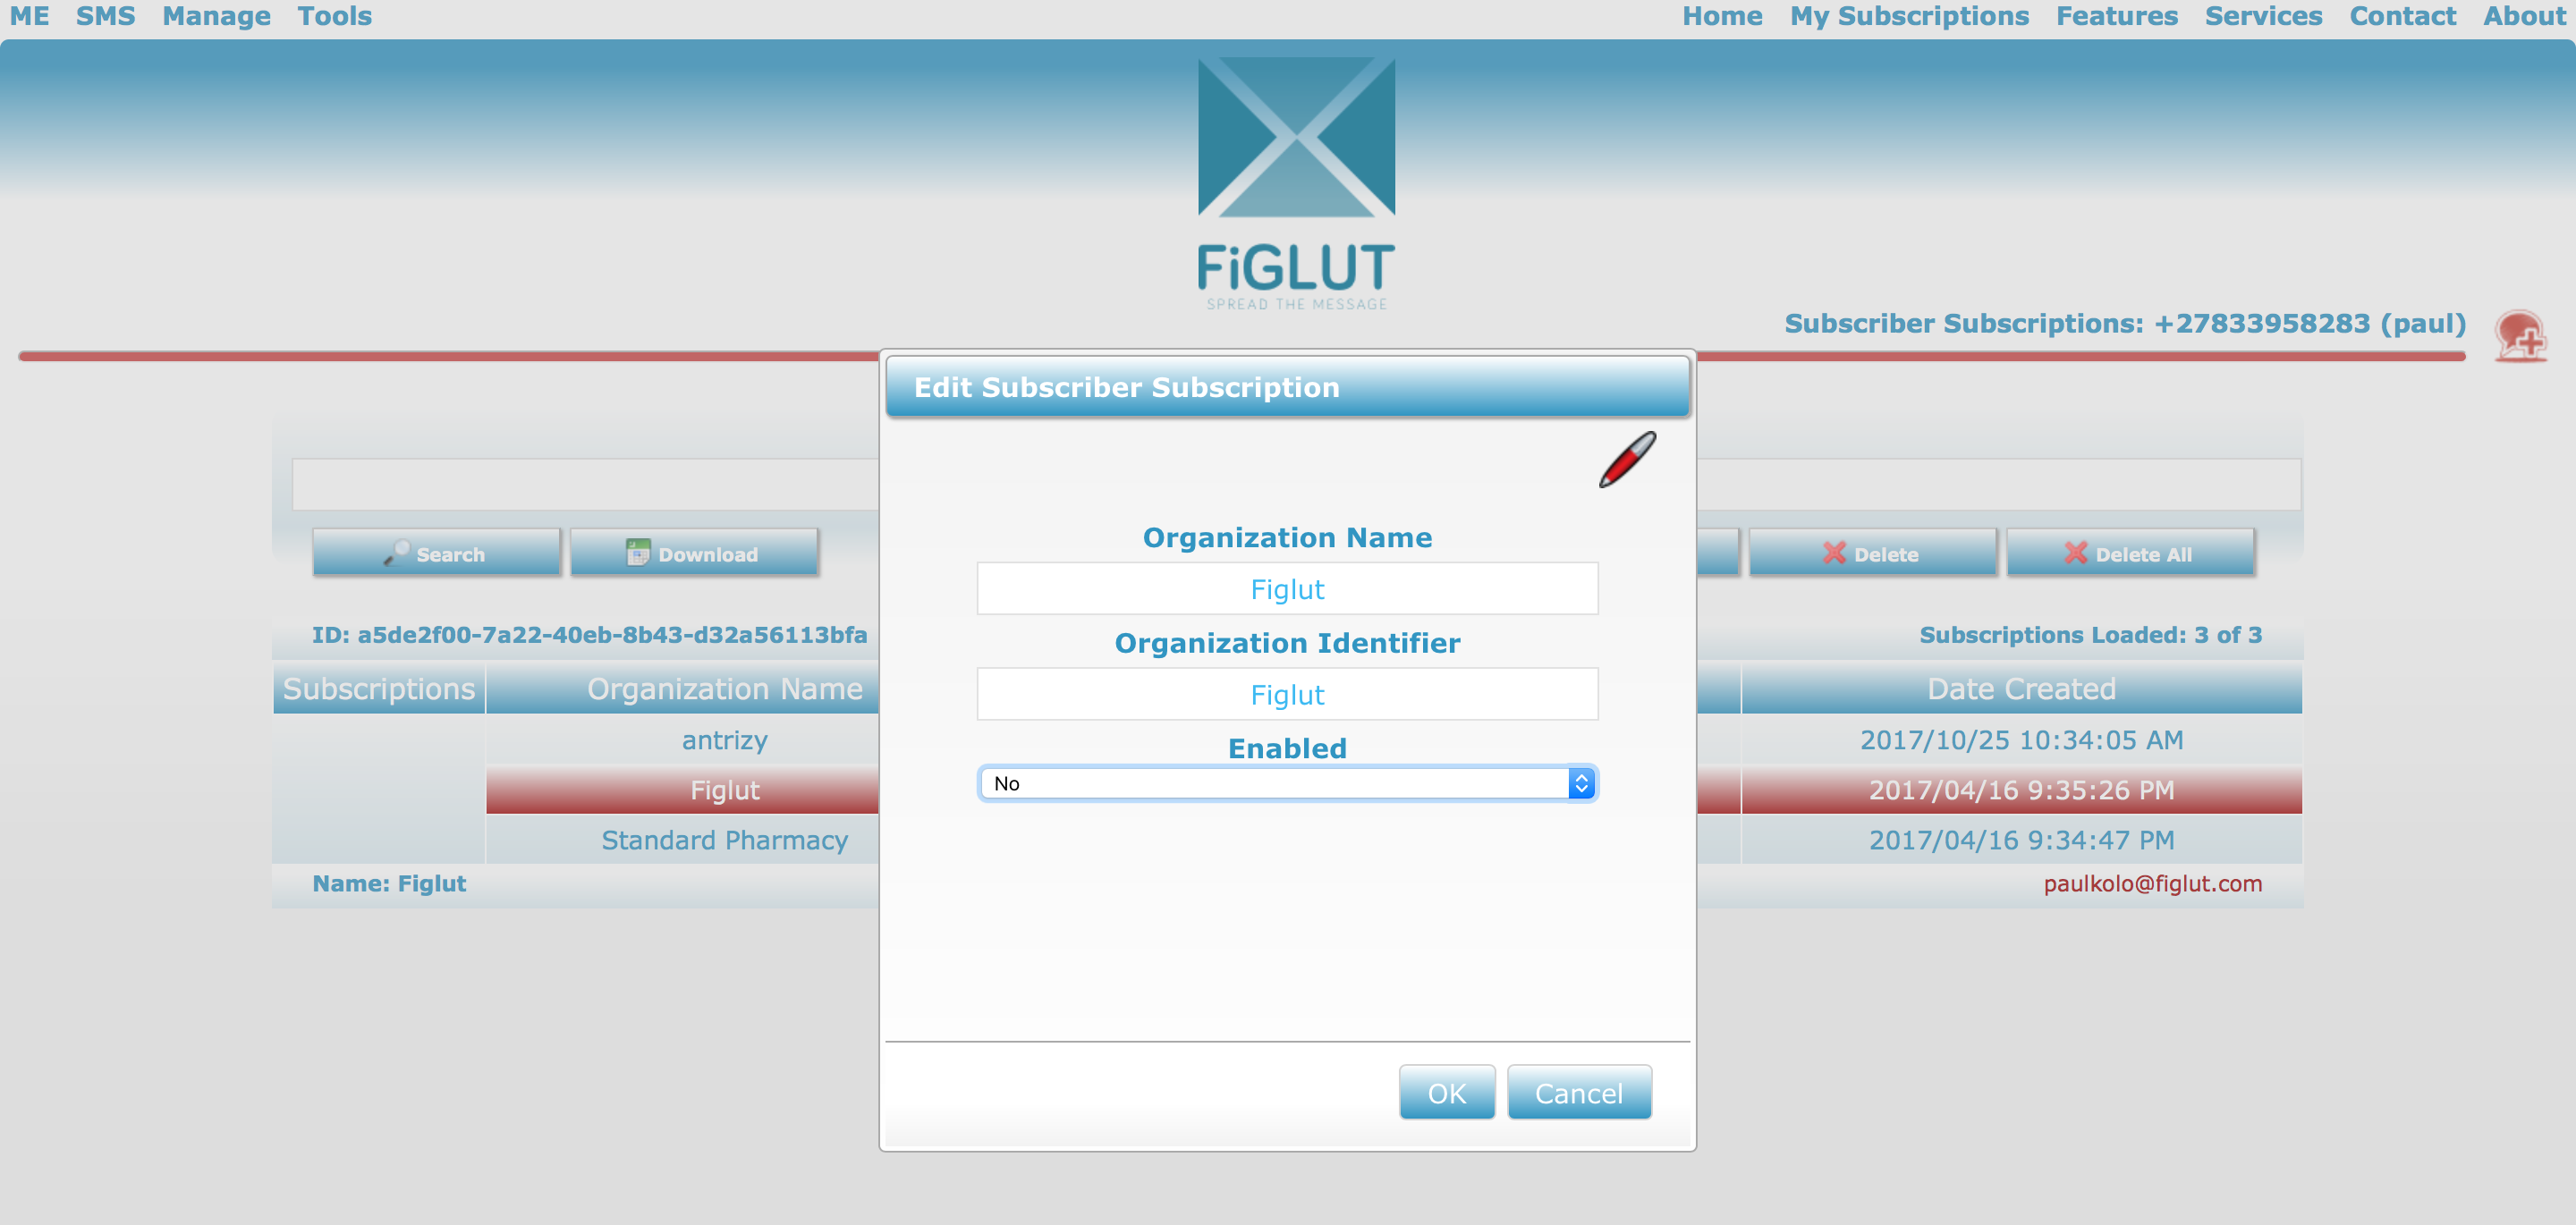 ME SMS Manage Tools Home My Subscriptions Features Services Contact About
FiGLUT
SPREAD THE MESSAGE
Subscriber Subscriptions: +27833958283 (paul)
Edit Subscriber Subscription
Organization Name
Figlut
Organization Identifier
Figlut
Enabled
No
OK Cancel
Search Download Delete Delete All
ID: a5de2f00-7a22-40eb-8b43-d32a56113bfa Subscriptions Loaded: 3 of 3
Subscriptions Organization Name Date Created
antrizy 2017/10/25 10:34:05 AM
Figlut 2017/04/16 9:35:26 PM
Standard Pharmacy 2017/04/16 9:34:47 PM
Name: Figlut paulkolo@figlut.com